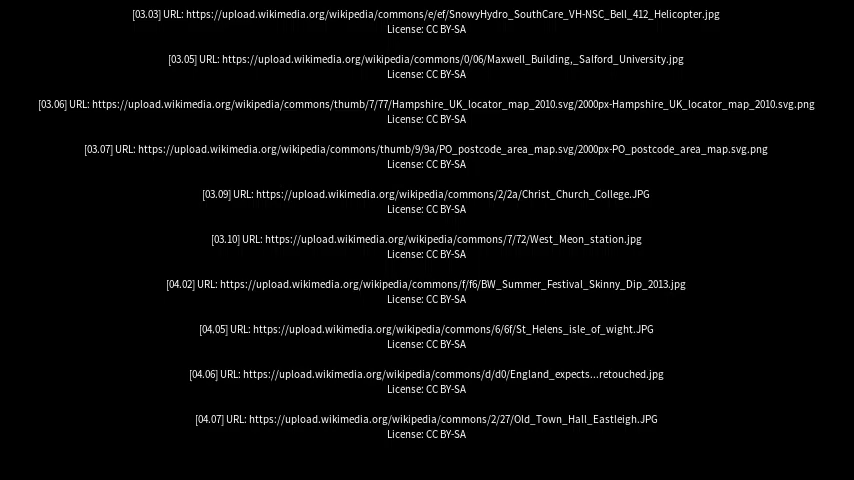 [03.03] URL: https://upload.wikimedia.org/wikipedia/commons/e/ef/SnowyHydro_SouthCare_VH-NSC_Bell_412_Helicopter.jpg
License: CC BY-SA
[03.05] URL: https://upload.wikimedia.org/wikipedia/commons/0/06/Maxwell_Building,_Salford_University.jpg
License: CC BY-SA
[03.06] URL: https://upload.wikimedia.org/wikipedia/commons/thumb/7/77/Hampshire_UK_locator_map_2010.svg/2000px-Hampshire_UK_locator_map_2010.svg.png
License: CC BY-SA
[03.07] URL: https://upload.wikimedia.org/wikipedia/commons/thumb/9/9a/PO_postcode_area_map.svg/2000px-PO_postcode_area_map.svg.png
License: CC BY-SA
[03.09] URL: https://upload.wikimedia.org/wikipedia/commons/2/2a/Christ_Church_College.JPG
License: CC BY-SA
[03.10] URL: https://upload.wikimedia.org/wikipedia/commons/7/72/West_Meon_station.jpg
License: CC BY-SA
[04.02] URL: https://upload.wikimedia.org/wikipedia/commons/f/f6/BW_Summer_Festival_Skinny_Dip_2013.jpg
License: CC BY-SA
[04.05] URL: https://upload.wikimedia.org/wikipedia/commons/6/6f/St_Helens_isle_of_wight.JPG
License: CC BY-SA
[04.06] URL: https://upload.wikimedia.org/wikipedia/commons/d/d0/England_expects...retouched.jpg
License: CC BY-SA
[04.07] URL: https://upload.wikimedia.org/wikipedia/commons/2/27/Old_Town_Hall_Eastleigh.JPG
License: CC BY-SA